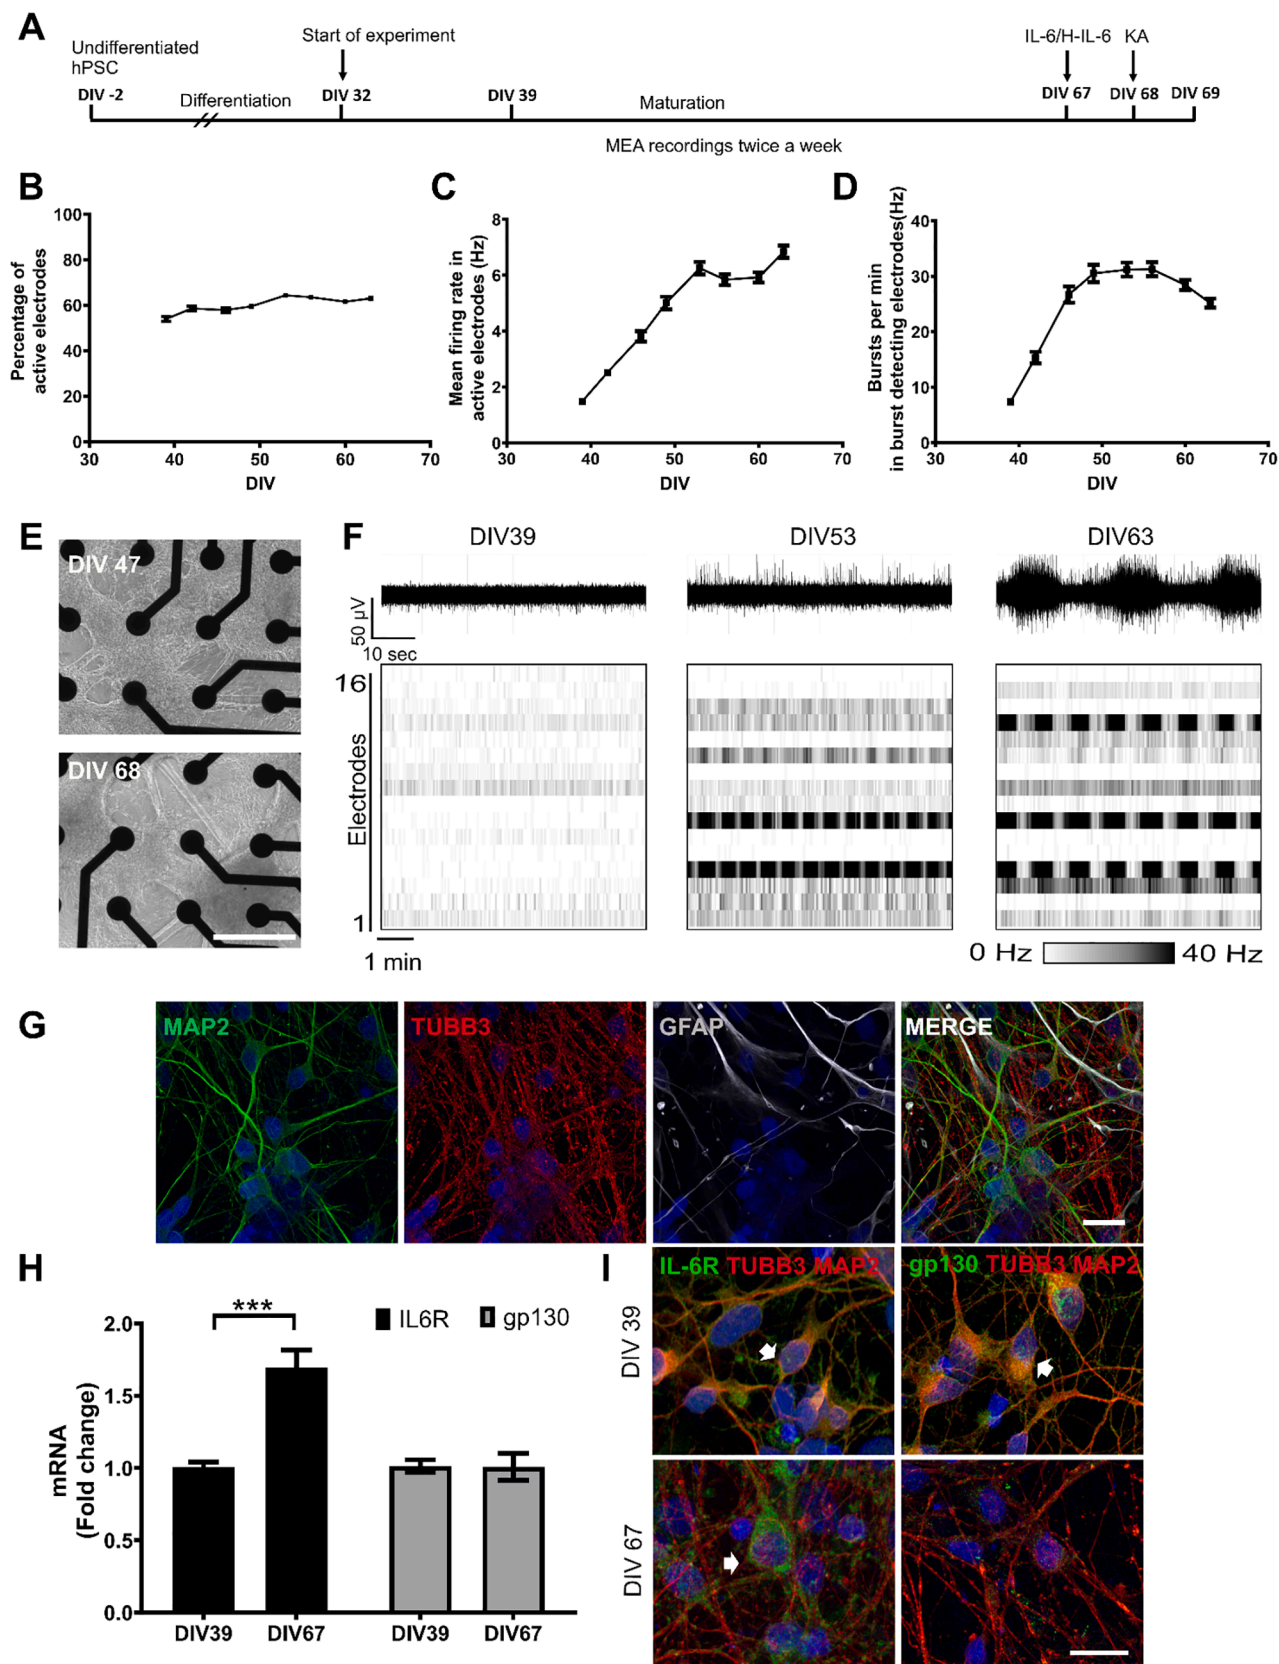 A
Undifferentiated
hPSC
Start of experiment
IL-6/H-IL-6 KA
DIV -2
Differentiation
DIV 32
DIV 39
Maturation
DIV 67
DIV 68
DIV 69
MEA recordings twice a week
B
Percentage of
active electrodes
100
80
60
40
20
0
30 40 50 60 70
DIV
C
Mean firing rate in
active electrodes (Hz)
8
6
4
2
0
30 40 50 60 70
DIV
D
Bursts per min
in burst detecting electrodes(Hz)
40
30
20
10
0
30 40 50 60 70
DIV
E
DIV 47
DIV 68
F
DIV39
DIV53
DIV63
50 µV
10 sec
16
Electrodes
1
1 min
0 Hz
40 Hz
G
MAP2
TUBB3
GFAP
MERGE
H
***
IL6R
gp130
mRNA
(Fold change)
2.0
1.5
1.0
0.5
0.0
DIV39
DIV67
DIV39
DIV67
I
IL-6R TUBB3 MAP2
gp130 TUBB3 MAP2
DIV 39
DIV 67